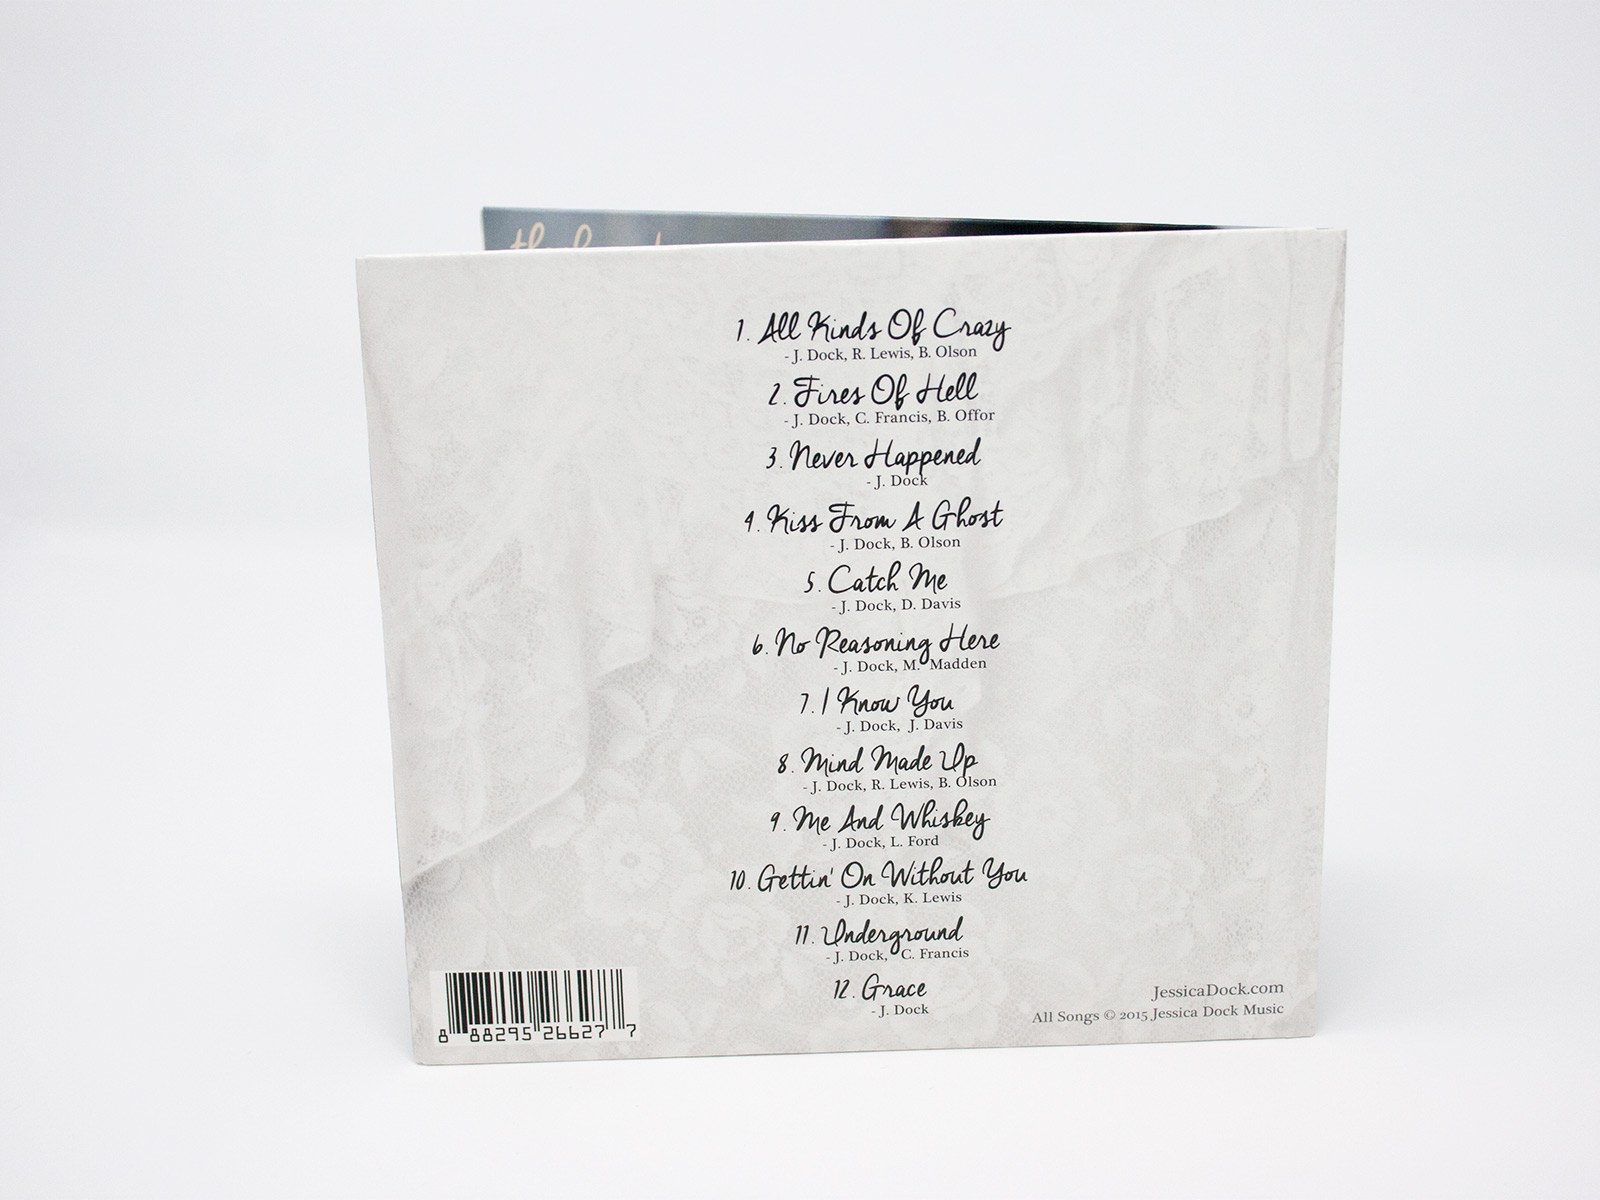 1. All Kinds Of Crazy
- J. Dock, R. Lewis, B. Olson
2. Fires Of Hell
- J. Dock, C. Francis, B. Offor
3. Never Happened
- J. Dock
4. Kiss From A Ghost
- J. Dock, B. Olson
5. Catch Me
- J. Dock, D. Davis
6. No Reasoning Here
- J. Dock, M. Madden
7. I Know You
- J. Dock, J. Davis
8. Mind Made Up
- J. Dock, R. Lewis, B. Olson
9. Me And Whiskey
- J. Dock, L. Ford
10. Gettin' On Without You
- J. Dock, K. Lewis
11. Underground
- J. Dock, C. Francis
12. Grace
- J. Dock
8 88295 26627 7
JessicaDock.com
All Songs © 2015 Jessica Dock Music